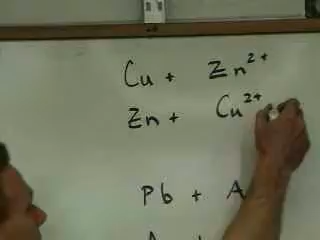 Cu + Zn²⁺
Zn + Cu²⁺
Pb + A